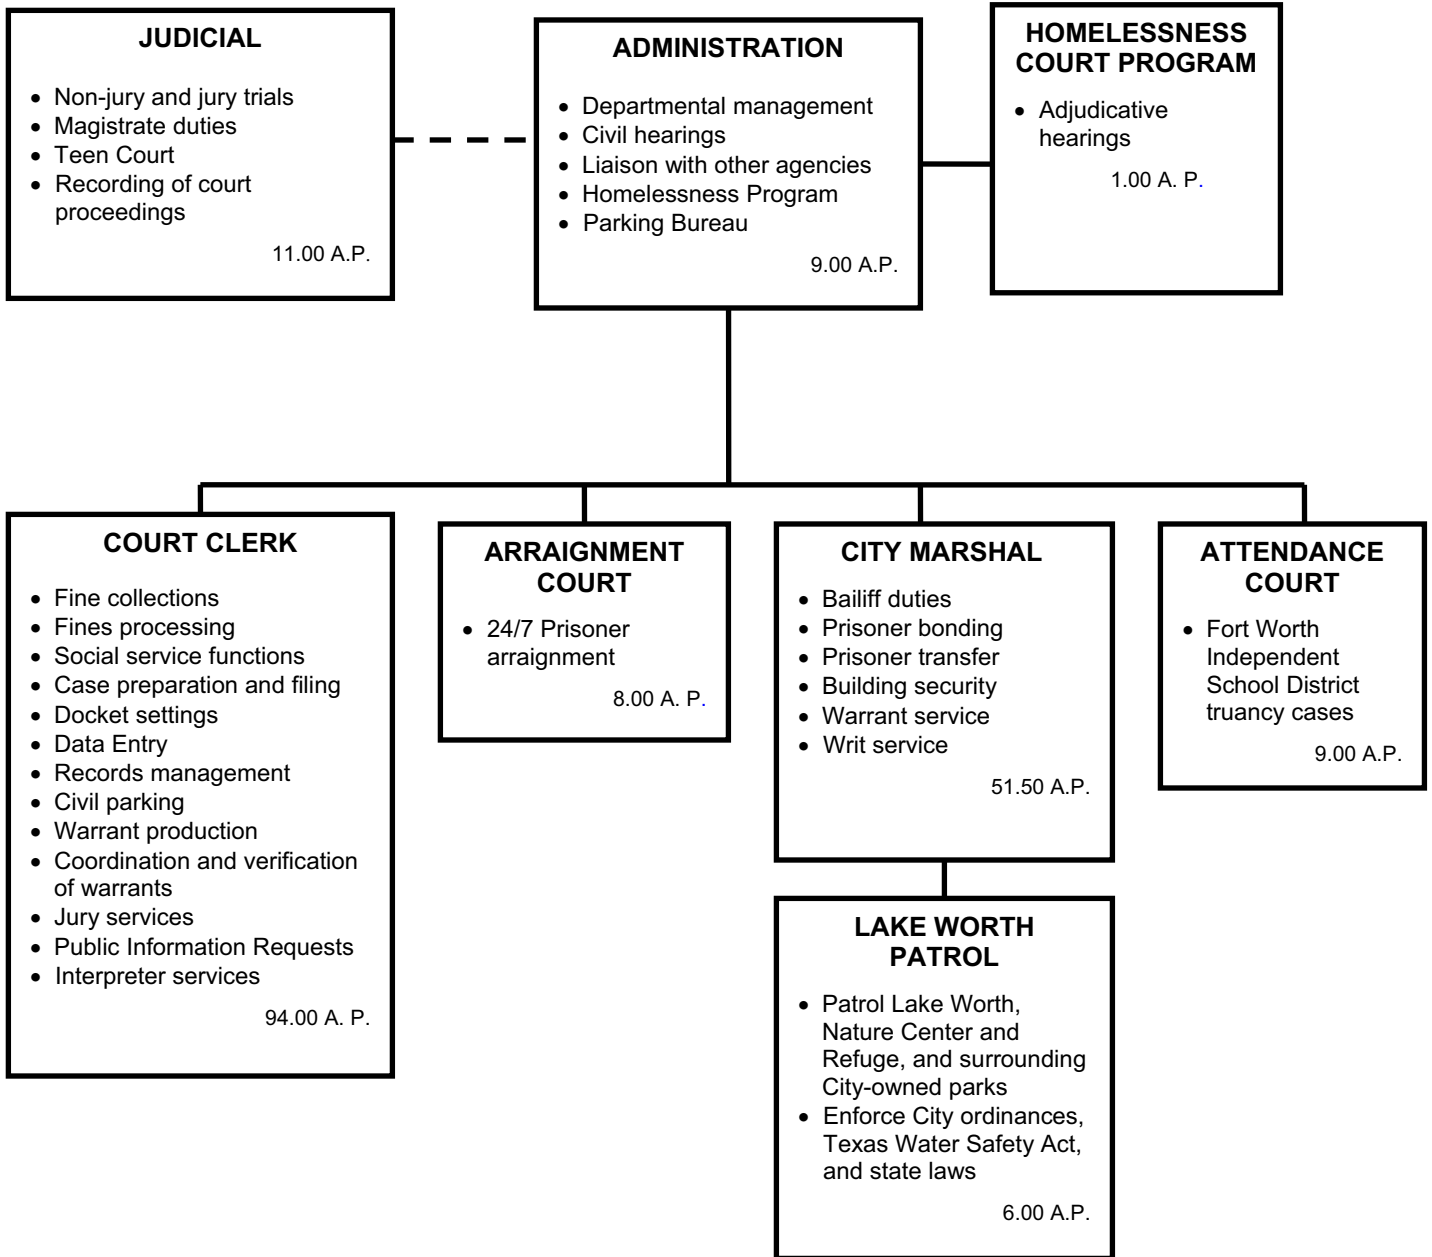 JUDICIAL
• Non-jury and jury trials
• Magistrate duties
• Teen Court
• Recording of court
proceedings
11.00 A.P.
ADMINISTRATION
• Departmental management
• Civil hearings
• Liaison with other agencies
• Homelessness Program
• Parking Bureau
9.00 A.P.
HOMELESSNESS
COURT PROGRAM
• Adjudicative
hearings
1.00 A. P.
COURT CLERK
• Fine collections
• Fines processing
• Social service functions
• Case preparation and filing
• Docket settings
• Data Entry
• Records management
• Civil parking
• Warrant production
• Coordination and verification
of warrants
• Jury services
• Public Information Requests
• Interpreter services
94.00 A. P.
ARRAIGNMENT
COURT
• 24/7 Prisoner
arraignment
8.00 A. P.
CITY MARSHAL
• Bailiff duties
• Prisoner bonding
• Prisoner transfer
• Building security
• Warrant service
• Writ service
51.50 A.P.
ATTENDANCE
COURT
• Fort Worth
Independent
School District
truancy cases
9.00 A.P.
LAKE WORTH
PATROL
• Patrol Lake Worth,
Nature Center and
Refuge, and surrounding
City-owned parks
• Enforce City ordinances,
Texas Water Safety Act,
and state laws
6.00 A.P.